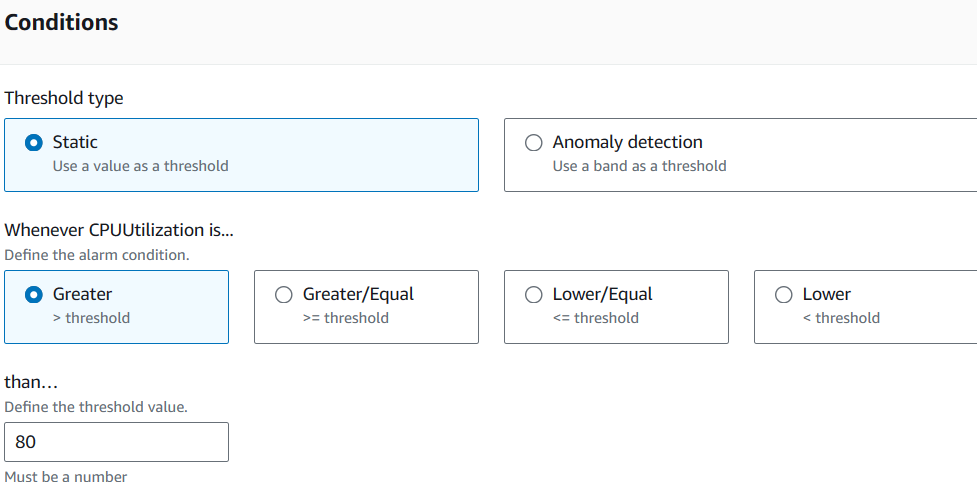 Conditions
Threshold type
Static
Use a value as a threshold
Anomaly detection
Use a band as a threshold
Whenever CPUUtilization is...
Define the alarm condition.
Greater
> threshold
Greater/Equal
>= threshold
Lower/Equal
<= threshold
Lower
< threshold
than…
Define the threshold value.
80
Must be a number